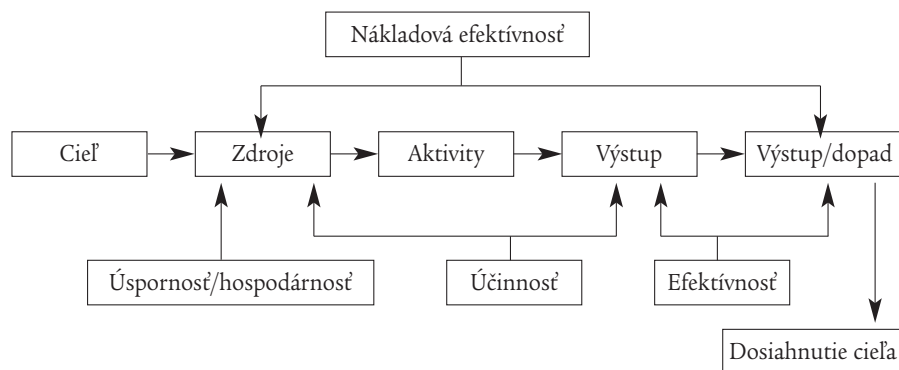 Nákladová efektívnosť
Cieľ
Zdroje
Aktivity
Výstup
Výstup/dopad
Úspornosť/hospodárnosť
Účinnosť
Efektívnosť
Dosiahnutie cieľa